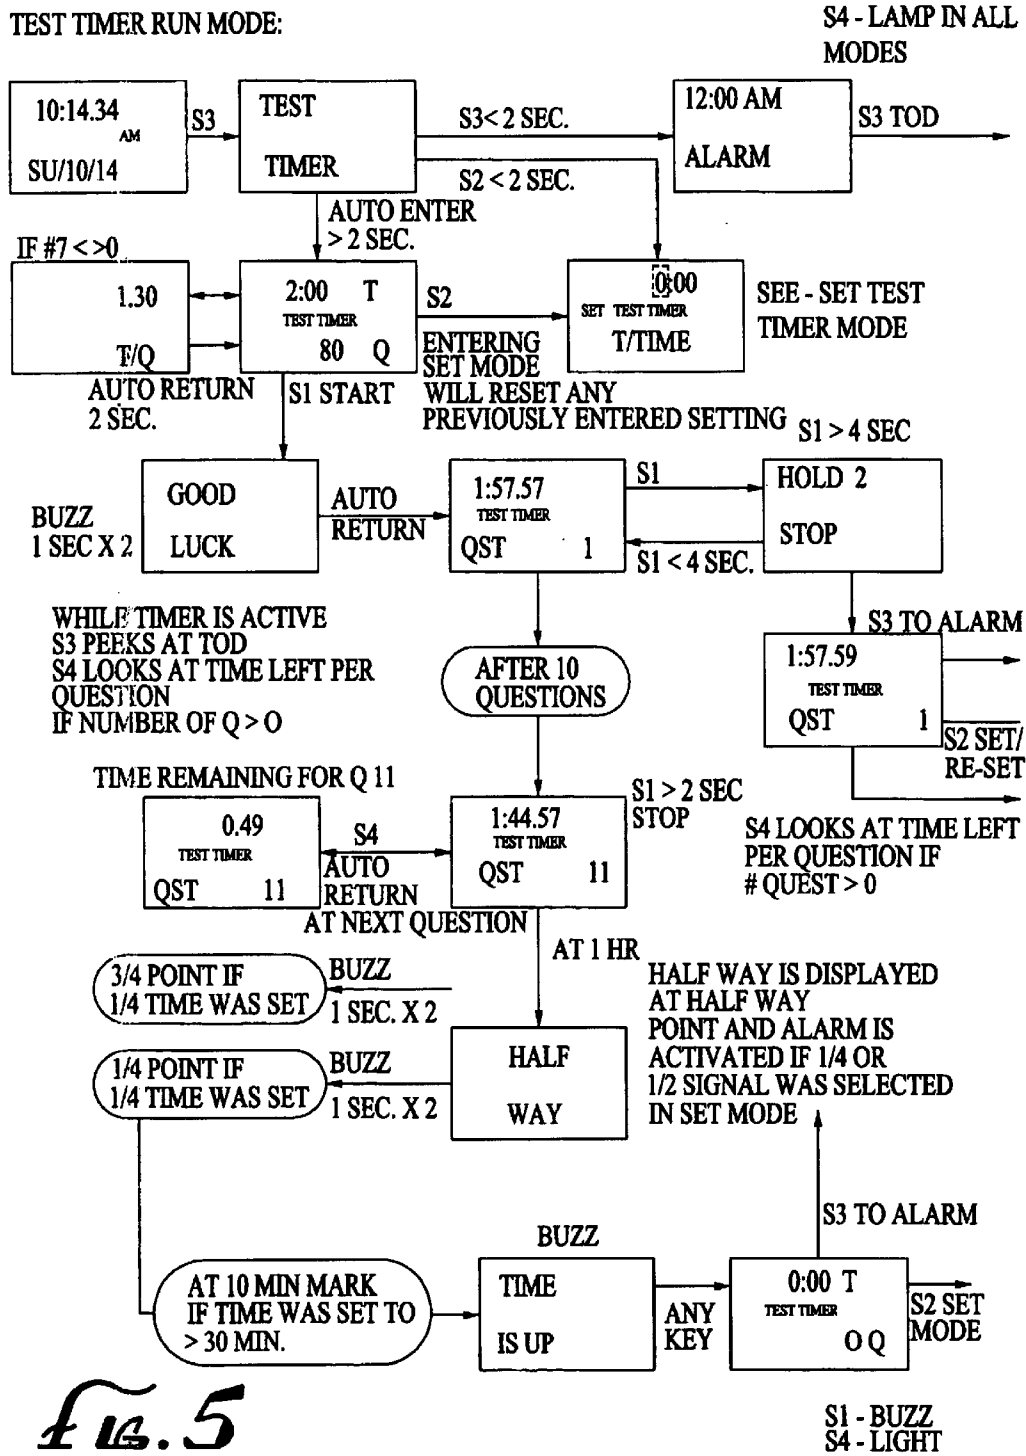 TEST TIMER RUN MODE:
S4 - LAMP IN ALL
MODES
10:14.34
AM
SU/10/14
S3
TEST
TIMER
S3< 2 SEC.
S2 < 2 SEC.
12:00 AM
ALARM
S3 TOD
AUTO ENTER
> 2 SEC.
IF #7 < >0
1.30
T/Q
2:00 T
TEST TIMER
80 Q
S2
0:00
SET TEST TIMER
T/TIME
SEE - SET TEST
TIMER MODE
ENTERING
SET MODE
WILL RESET ANY
PREVIOUSLY ENTERED SETTING
AUTO RETURN
2 SEC.
S1 START
S1 > 4 SEC
BUZZ
1 SEC X 2
GOOD
LUCK
AUTO
RETURN
1:57.57
TEST TIMER
QST 1
S1
S1 < 4 SEC.
HOLD 2
STOP
WHILE TIMER IS ACTIVE
S3 PEEKS AT TOD
S4 LOOKS AT TIME LEFT PER
QUESTION
IF NUMBER OF Q > O
AFTER 10
QUESTIONS
S3 TO ALARM
1:57.59
TEST TIMER
QST 1
S2 SET/
RE-SET
TIME REMAINING FOR Q 11
0.49
TEST TIMER
QST 11
S4
AUTO
RETURN
AT NEXT QUESTION
1:44.57
TEST TIMER
QST 11
S1 > 2 SEC
STOP
S4 LOOKS AT TIME LEFT
PER QUESTION IF
# QUEST > 0
AT 1 HR
3/4 POINT IF
1/4 TIME WAS SET
BUZZ
1 SEC. X 2
1/4 POINT IF
1/4 TIME WAS SET
BUZZ
1 SEC. X 2
HALF
WAY
HALF WAY IS DISPLAYED
AT HALF WAY
POINT AND ALARM IS
ACTIVATED IF 1/4 OR
1/2 SIGNAL WAS SELECTED
IN SET MODE
S3 TO ALARM
AT 10 MIN MARK
IF TIME WAS SET TO
> 30 MIN.
BUZZ
TIME
IS UP
ANY
KEY
0:00 T
TEST TIMER
O Q
S2 SET
MODE
S1 - BUZZ
S4 - LIGHT
FIG. 5